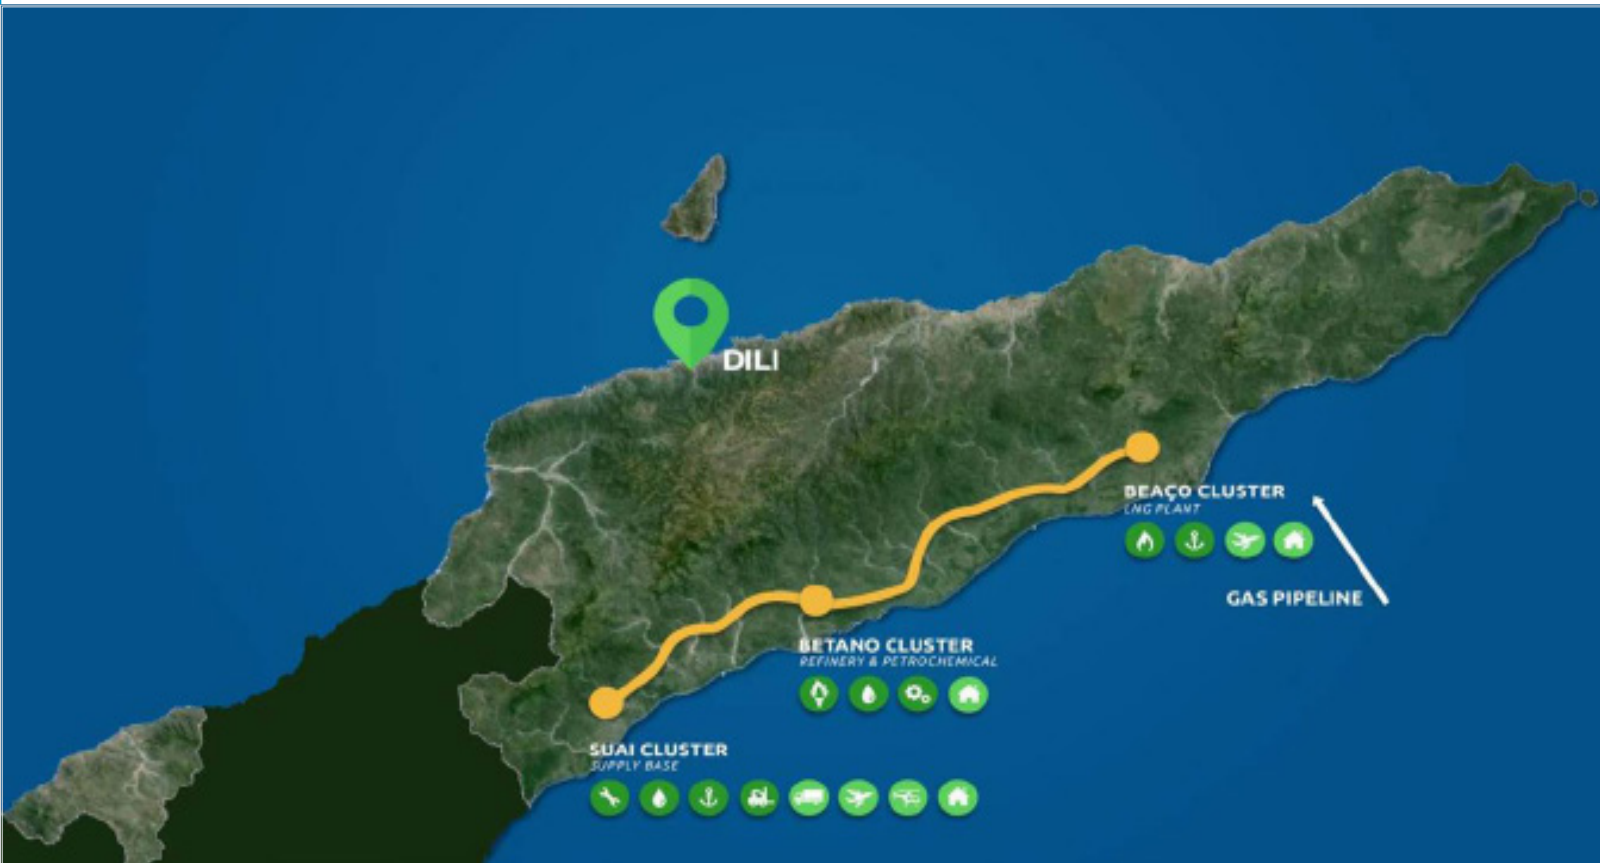 DILI
BEAÇO CLUSTER
LNG PLANT
GAS PIPELINE
BETANO CLUSTER
REFINERY & PETROCHEMICAL
SUAI CLUSTER
SUPPLY BASE